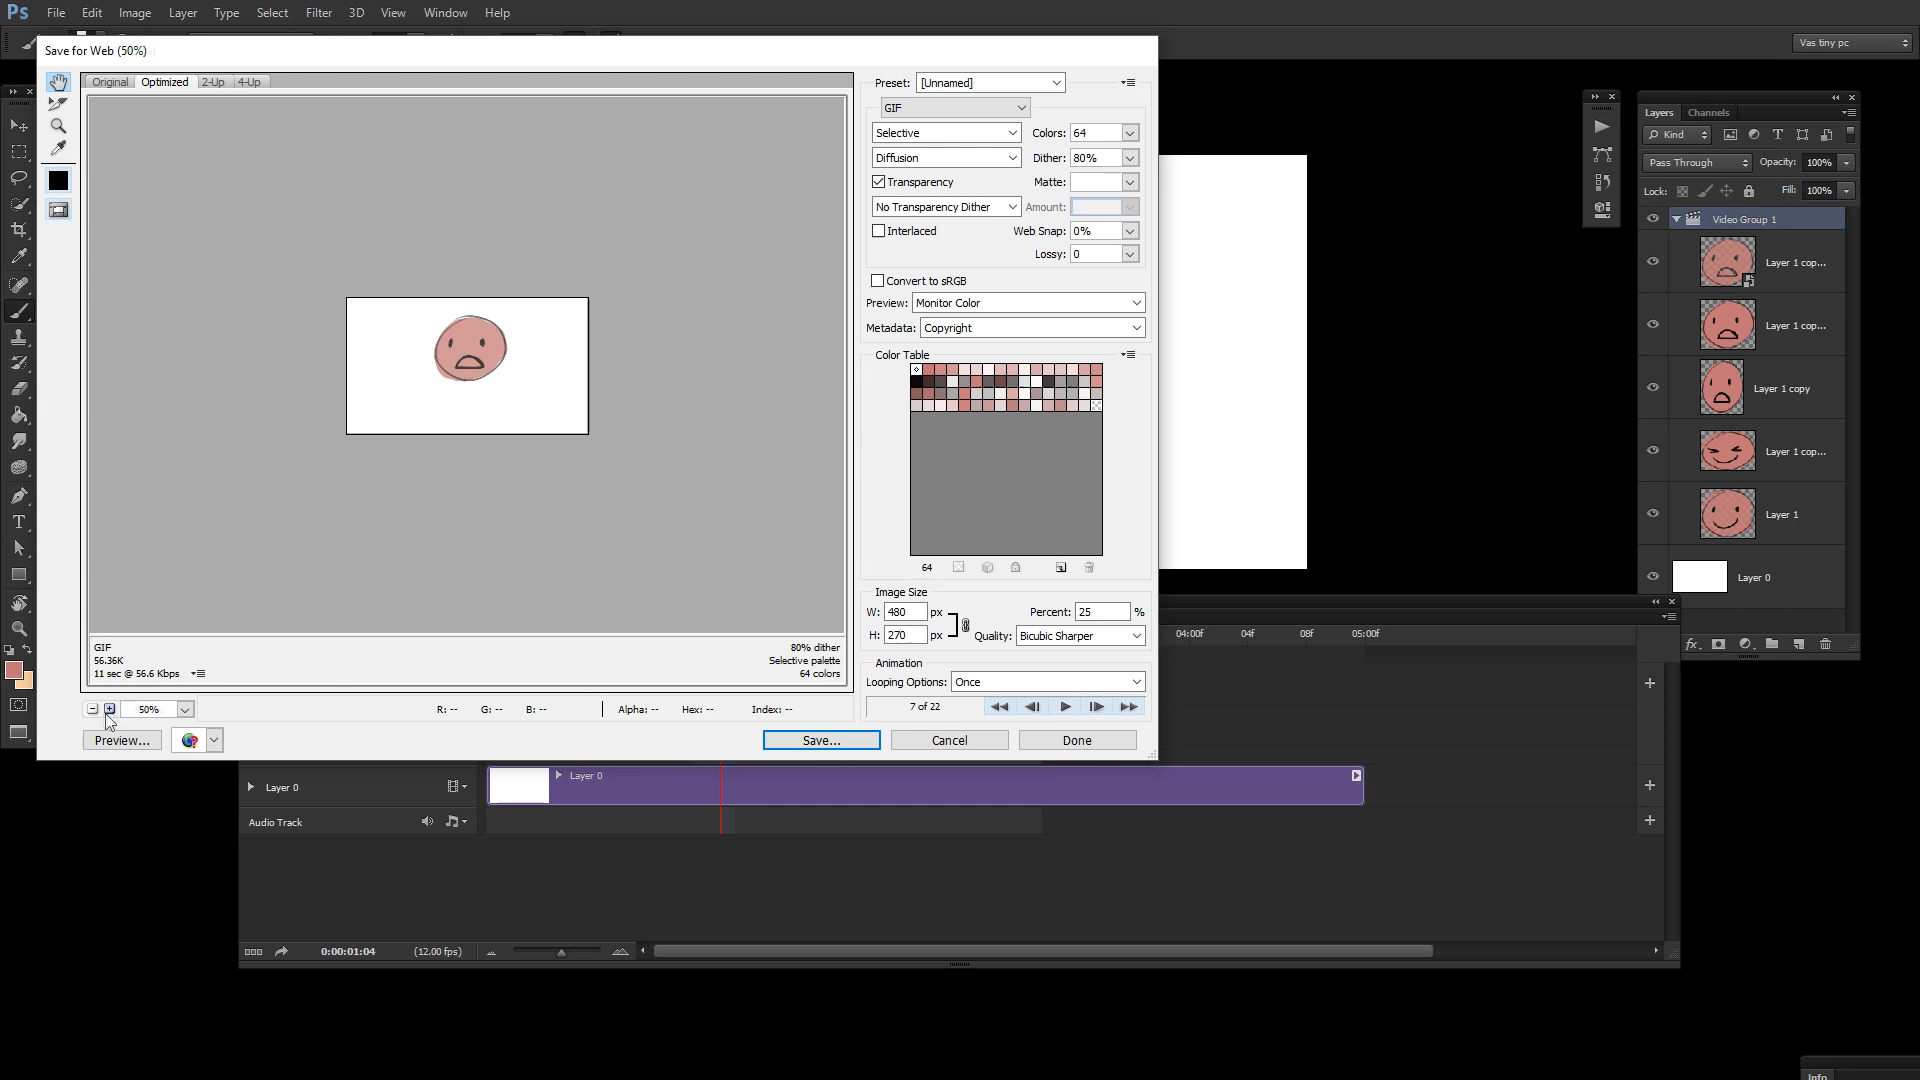 Ps File Edit Image Layer Type Select Filter 3D View Window Help
Vas tiny pc
Save for Web (50%)
Original Optimized 2-Up 4-Up
Preset: [Unnamed]
GIF
Selective Colors: 64
Diffusion Dither: 80%
Transparency Matte:
No Transparency Dither Amount:
Interlaced Web Snap: 0%
Lossy: 0
Convert to sRGB
Preview: Monitor Color
Metadata: Copyright
Color Table
64
Image Size
W: 480 px Percent: 25 %
H: 270 px Quality: Bicubic Sharper
Animation
Looping Options: Once
7 of 22
GIF
56.36K
11 sec @ 56.6 Kbps
80% dither
Selective palette
64 colors
50% R: -- G: -- B: -- Alpha: -- Hex: -- Index: --
Preview... Save... Cancel Done
Layers Channels
Kind
Pass Through Opacity: 100%
Lock: Fill: 100%
Video Group 1
Layer 1 cop...
Layer 1 cop...
Layer 1 copy
Layer 1 cop...
Layer 1
Layer 0
fx
04:00f 04f 08f 05:00f
Layer 0 Layer 0
Audio Track
0:00:01:04 (12.00 fps)
Info